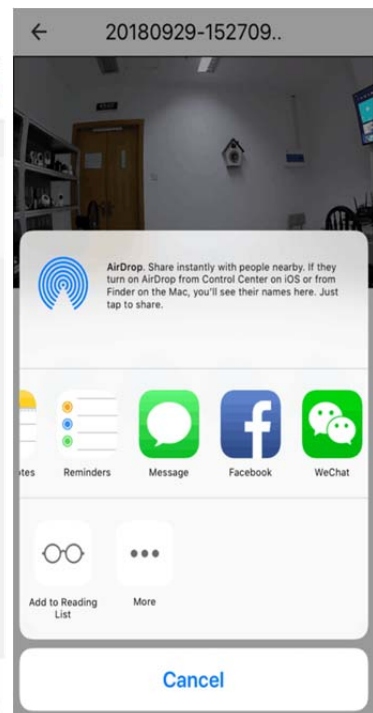 20180929-152709..
AirDrop. Share instantly with people nearby. If they
turn on AirDrop from Control Center on iOS or from
Finder on the Mac, you'll see their names here. Just
tap to share.
tes
Reminders
Message
Facebook
WeChat
Add to Reading
List
More
Cancel